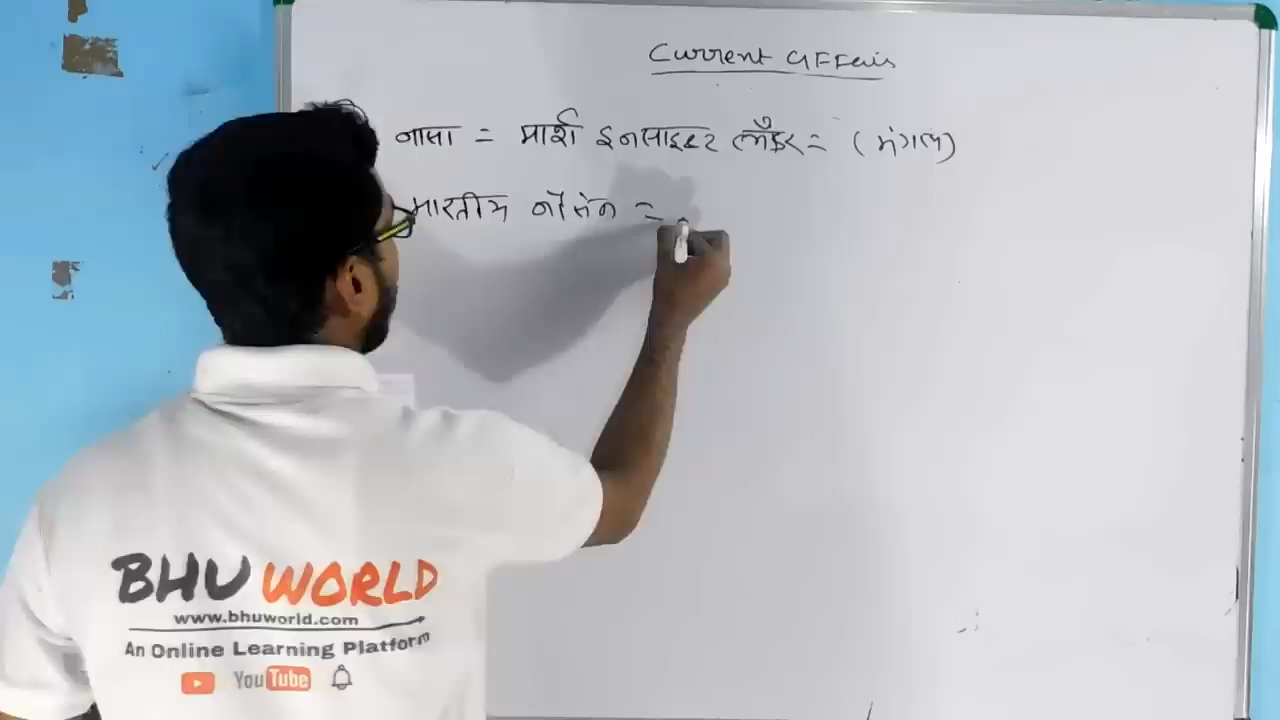 Current Affairs
नासा = मार्श इनसाइटर लैंडर = (मंगल)
भारतीय नौसेन =
BHU WORLD
www.bhuworld.com
An Online Learning Platform
YouTube